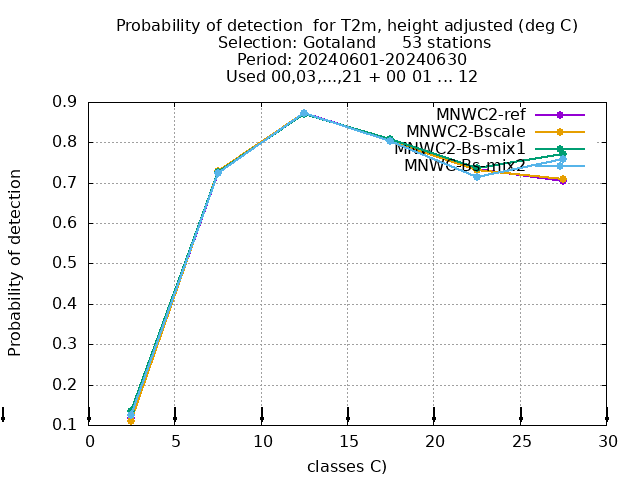 Probability of detection  for T2m, height adjusted (deg C)
Selection: Gotaland     53 stations
Period: 20240601-20240630
Used 00,03,...,21 + 00 01 ... 12
MNWC2-ref
MNWC2-Bscale
MNWC2-Bs-mix1
MNWC-Bs-mix2
Probability of detection
0.9
0.8
0.7
0.6
0.5
0.4
0.3
0.2
0.1
0 5 10 15 20 25 30
classes C)